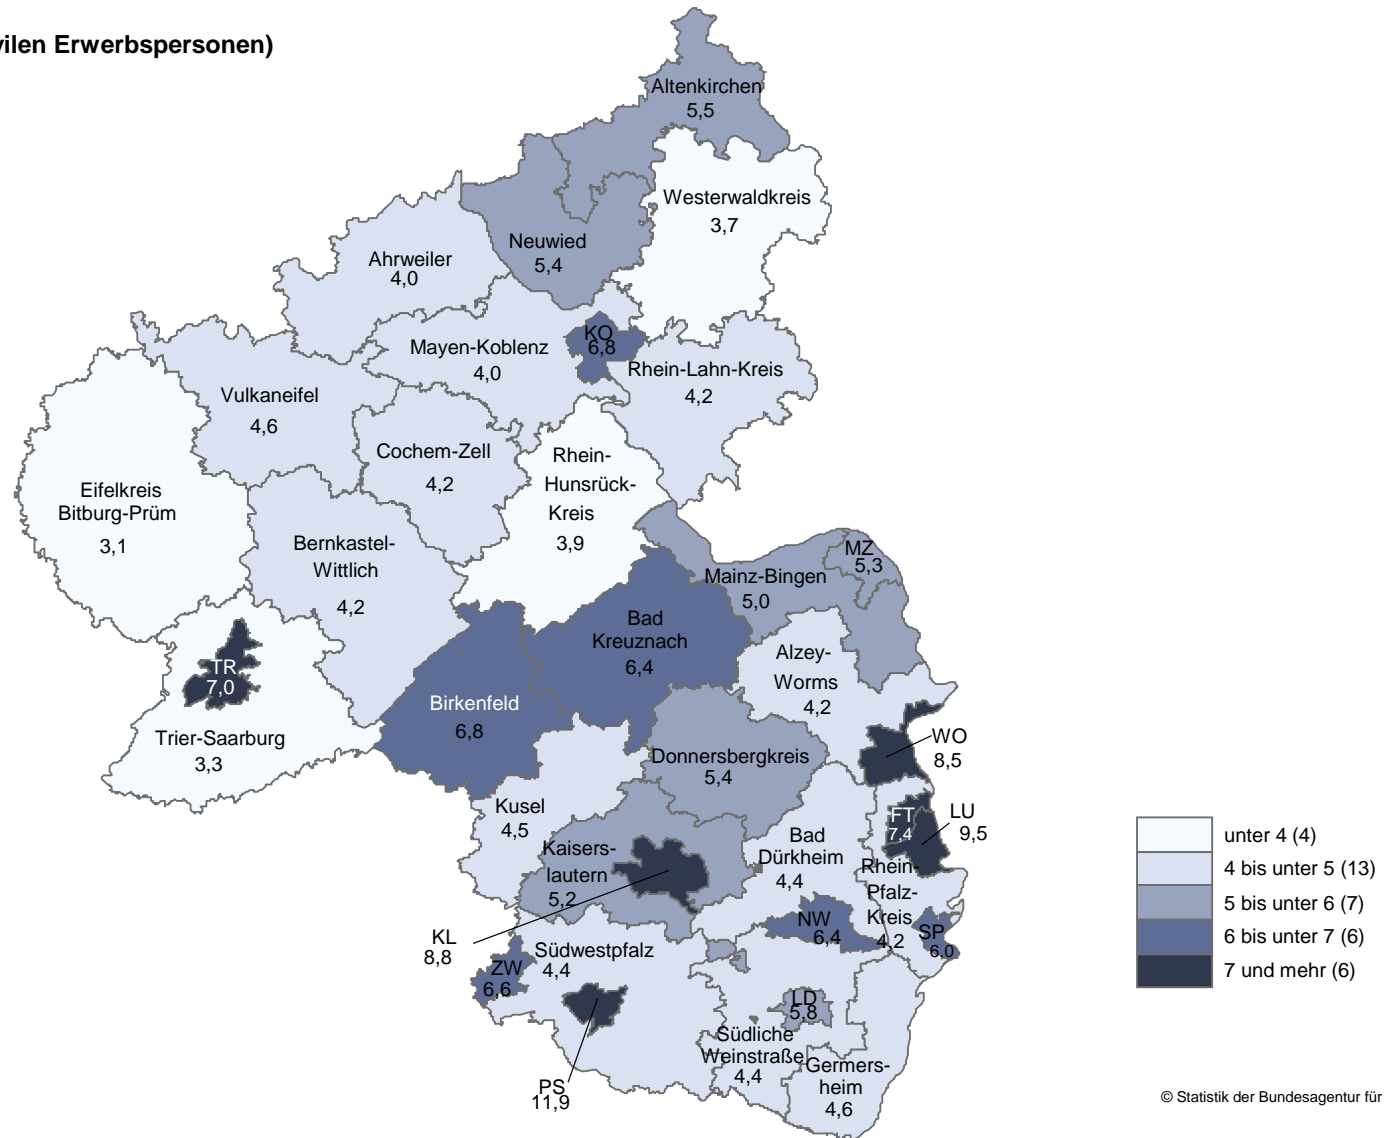 vilen Erwerbspersonen)
Altenkirchen
5,5
Westerwaldkreis
3,7
Neuwied
5,4
Ahrweiler
4,0
KO
6,8
Mayen-Koblenz
4,0
Rhein-Lahn-Kreis
4,2
Vulkaneifel
4,6
Cochem-Zell
4,2
Rhein-
Hunsrück-
Kreis
3,9
Eifelkreis
Bitburg-Prüm
3,1
Bernkastel-
Wittlich
4,2
MZ
5,3
Mainz-Bingen
5,0
Bad
Kreuznach
6,4
Alzey-
Worms
4,2
TR
7,0
Trier-Saarburg
3,3
Birkenfeld
6,8
Donnersbergkreis
5,4
WO
8,5
Kusel
4,5
FT
7,4
LU
9,5
Kaisers-
lautern
5,2
Bad
Dürkheim
4,4
Rhein-
Pfalz-
Kreis
4,2
NW
6,4
SP
6,0
KL
8,8
Südwestpfalz
4,4
ZW
6,6
LD
5,8
Südliche
Weinstraße
4,4
Germers-
heim
4,6
PS
11,9
unter 4 (4)
4 bis unter 5 (13)
5 bis unter 6 (7)
6 bis unter 7 (6)
7 und mehr (6)
© Statistik der Bundesagentur für